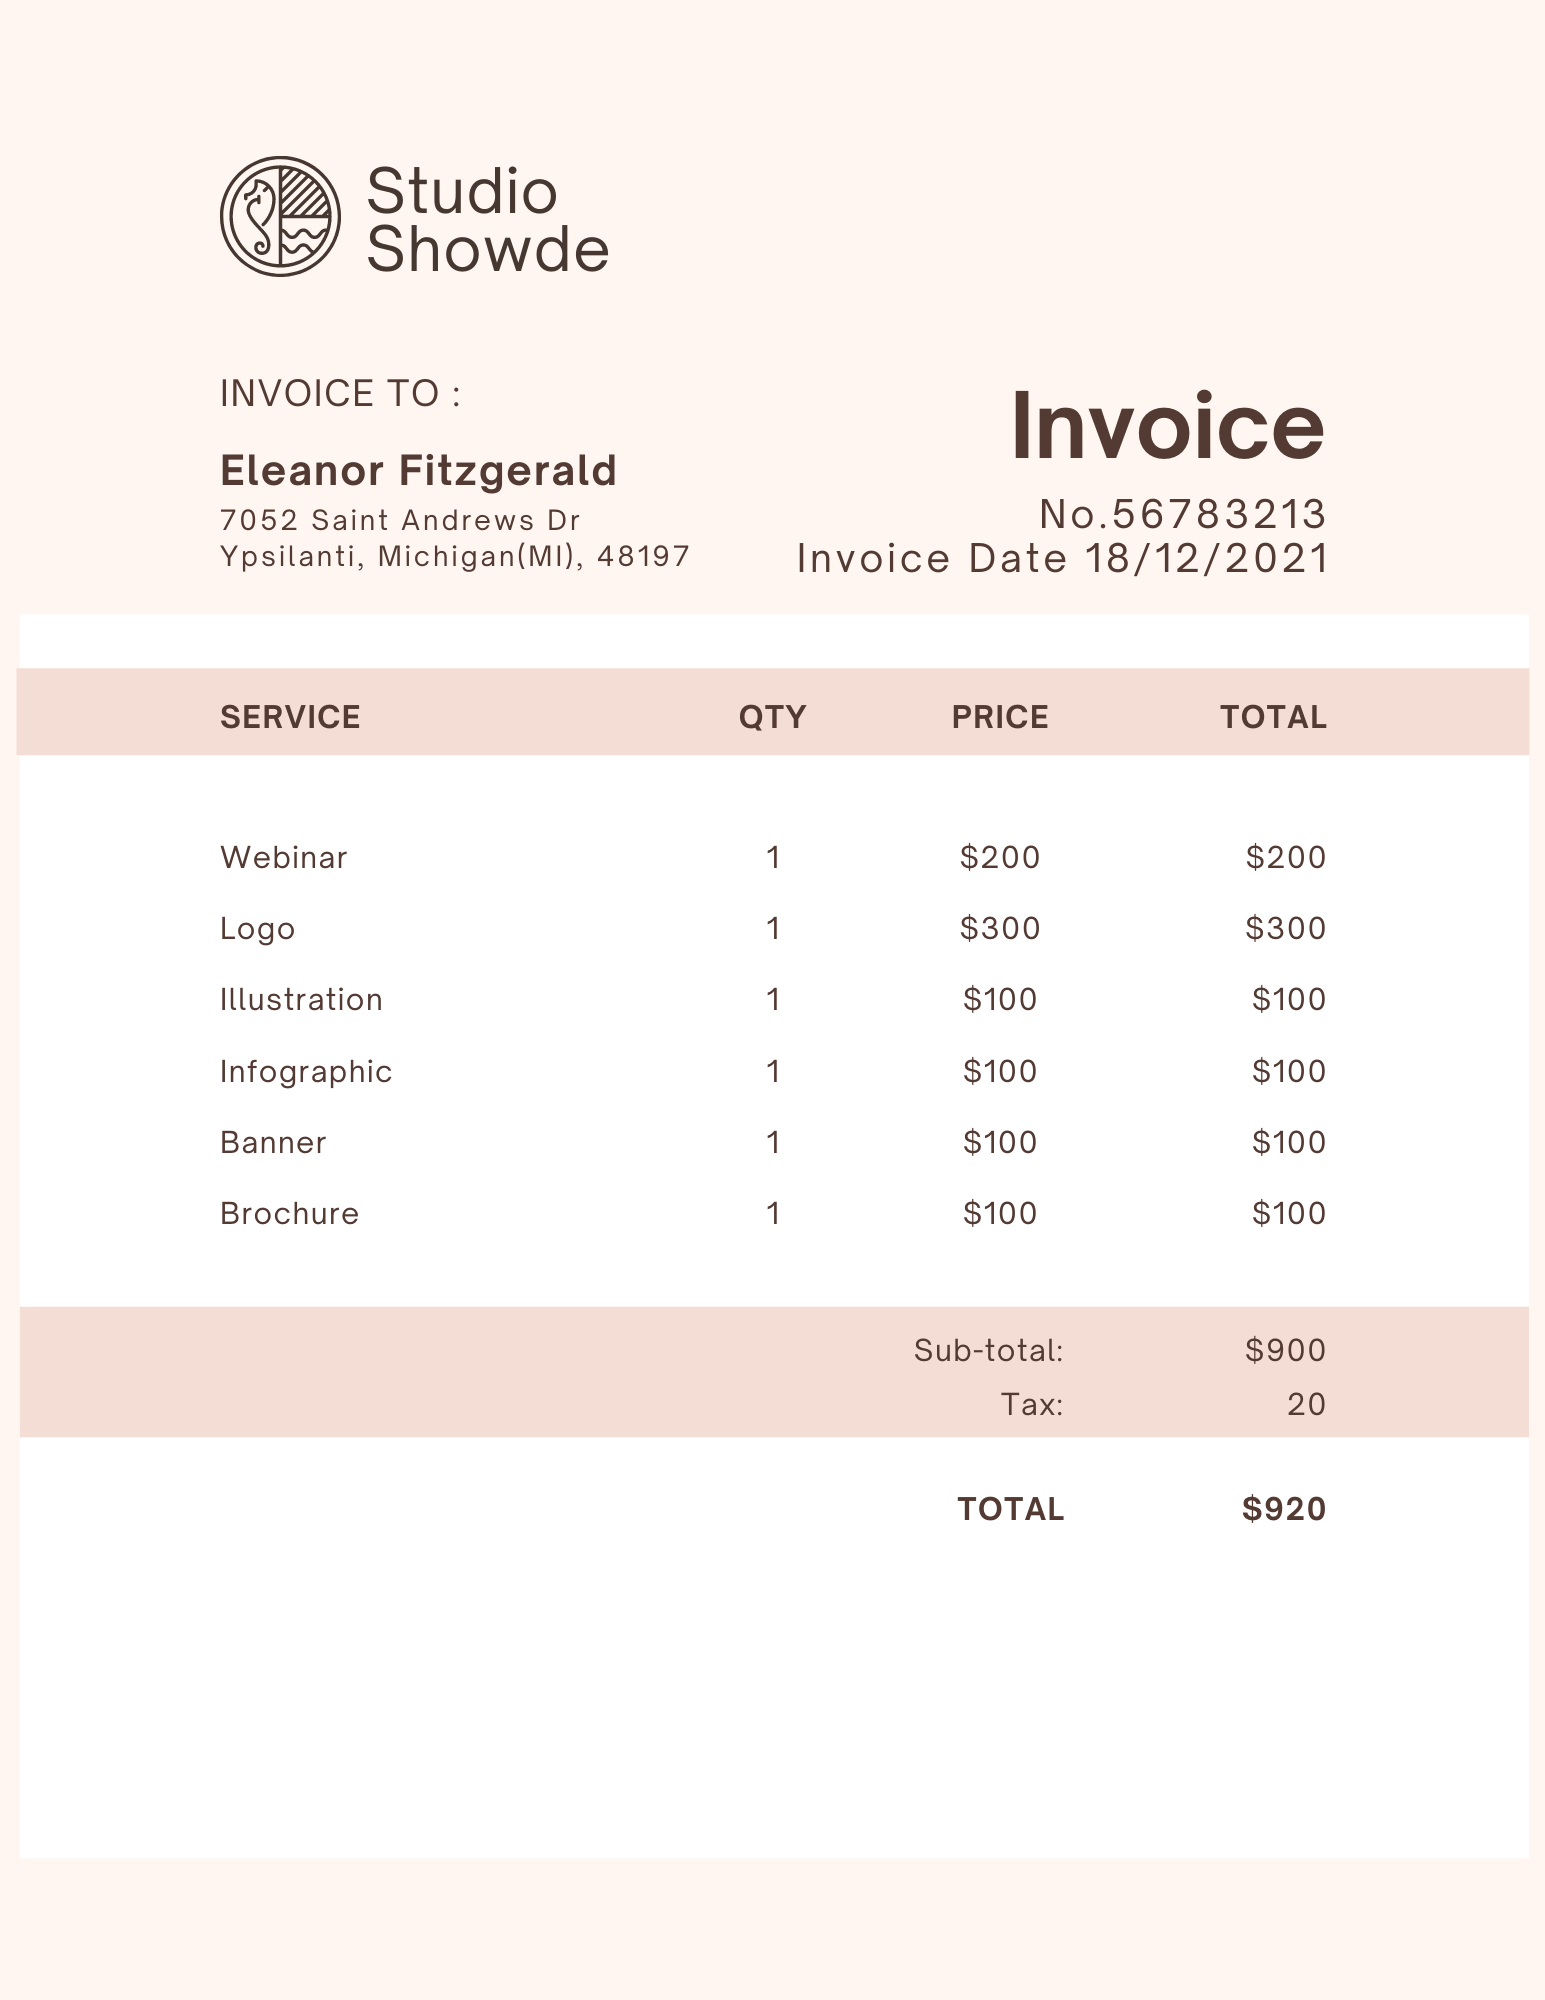 Studio
Showde
INVOICE TO :
Eleanor Fitzgerald
7052 Saint Andrews Dr
Ypsilanti, Michigan(MI), 48197
Invoice
No.56783213
Invoice Date 18/12/2021
SERVICE QTY PRICE TOTAL
Webinar 1 $200 $200
Logo 1 $300 $300
Illustration 1 $100 $100
Infographic 1 $100 $100
Banner 1 $100 $100
Brochure 1 $100 $100
Sub-total: $900
Tax: 20
TOTAL $920